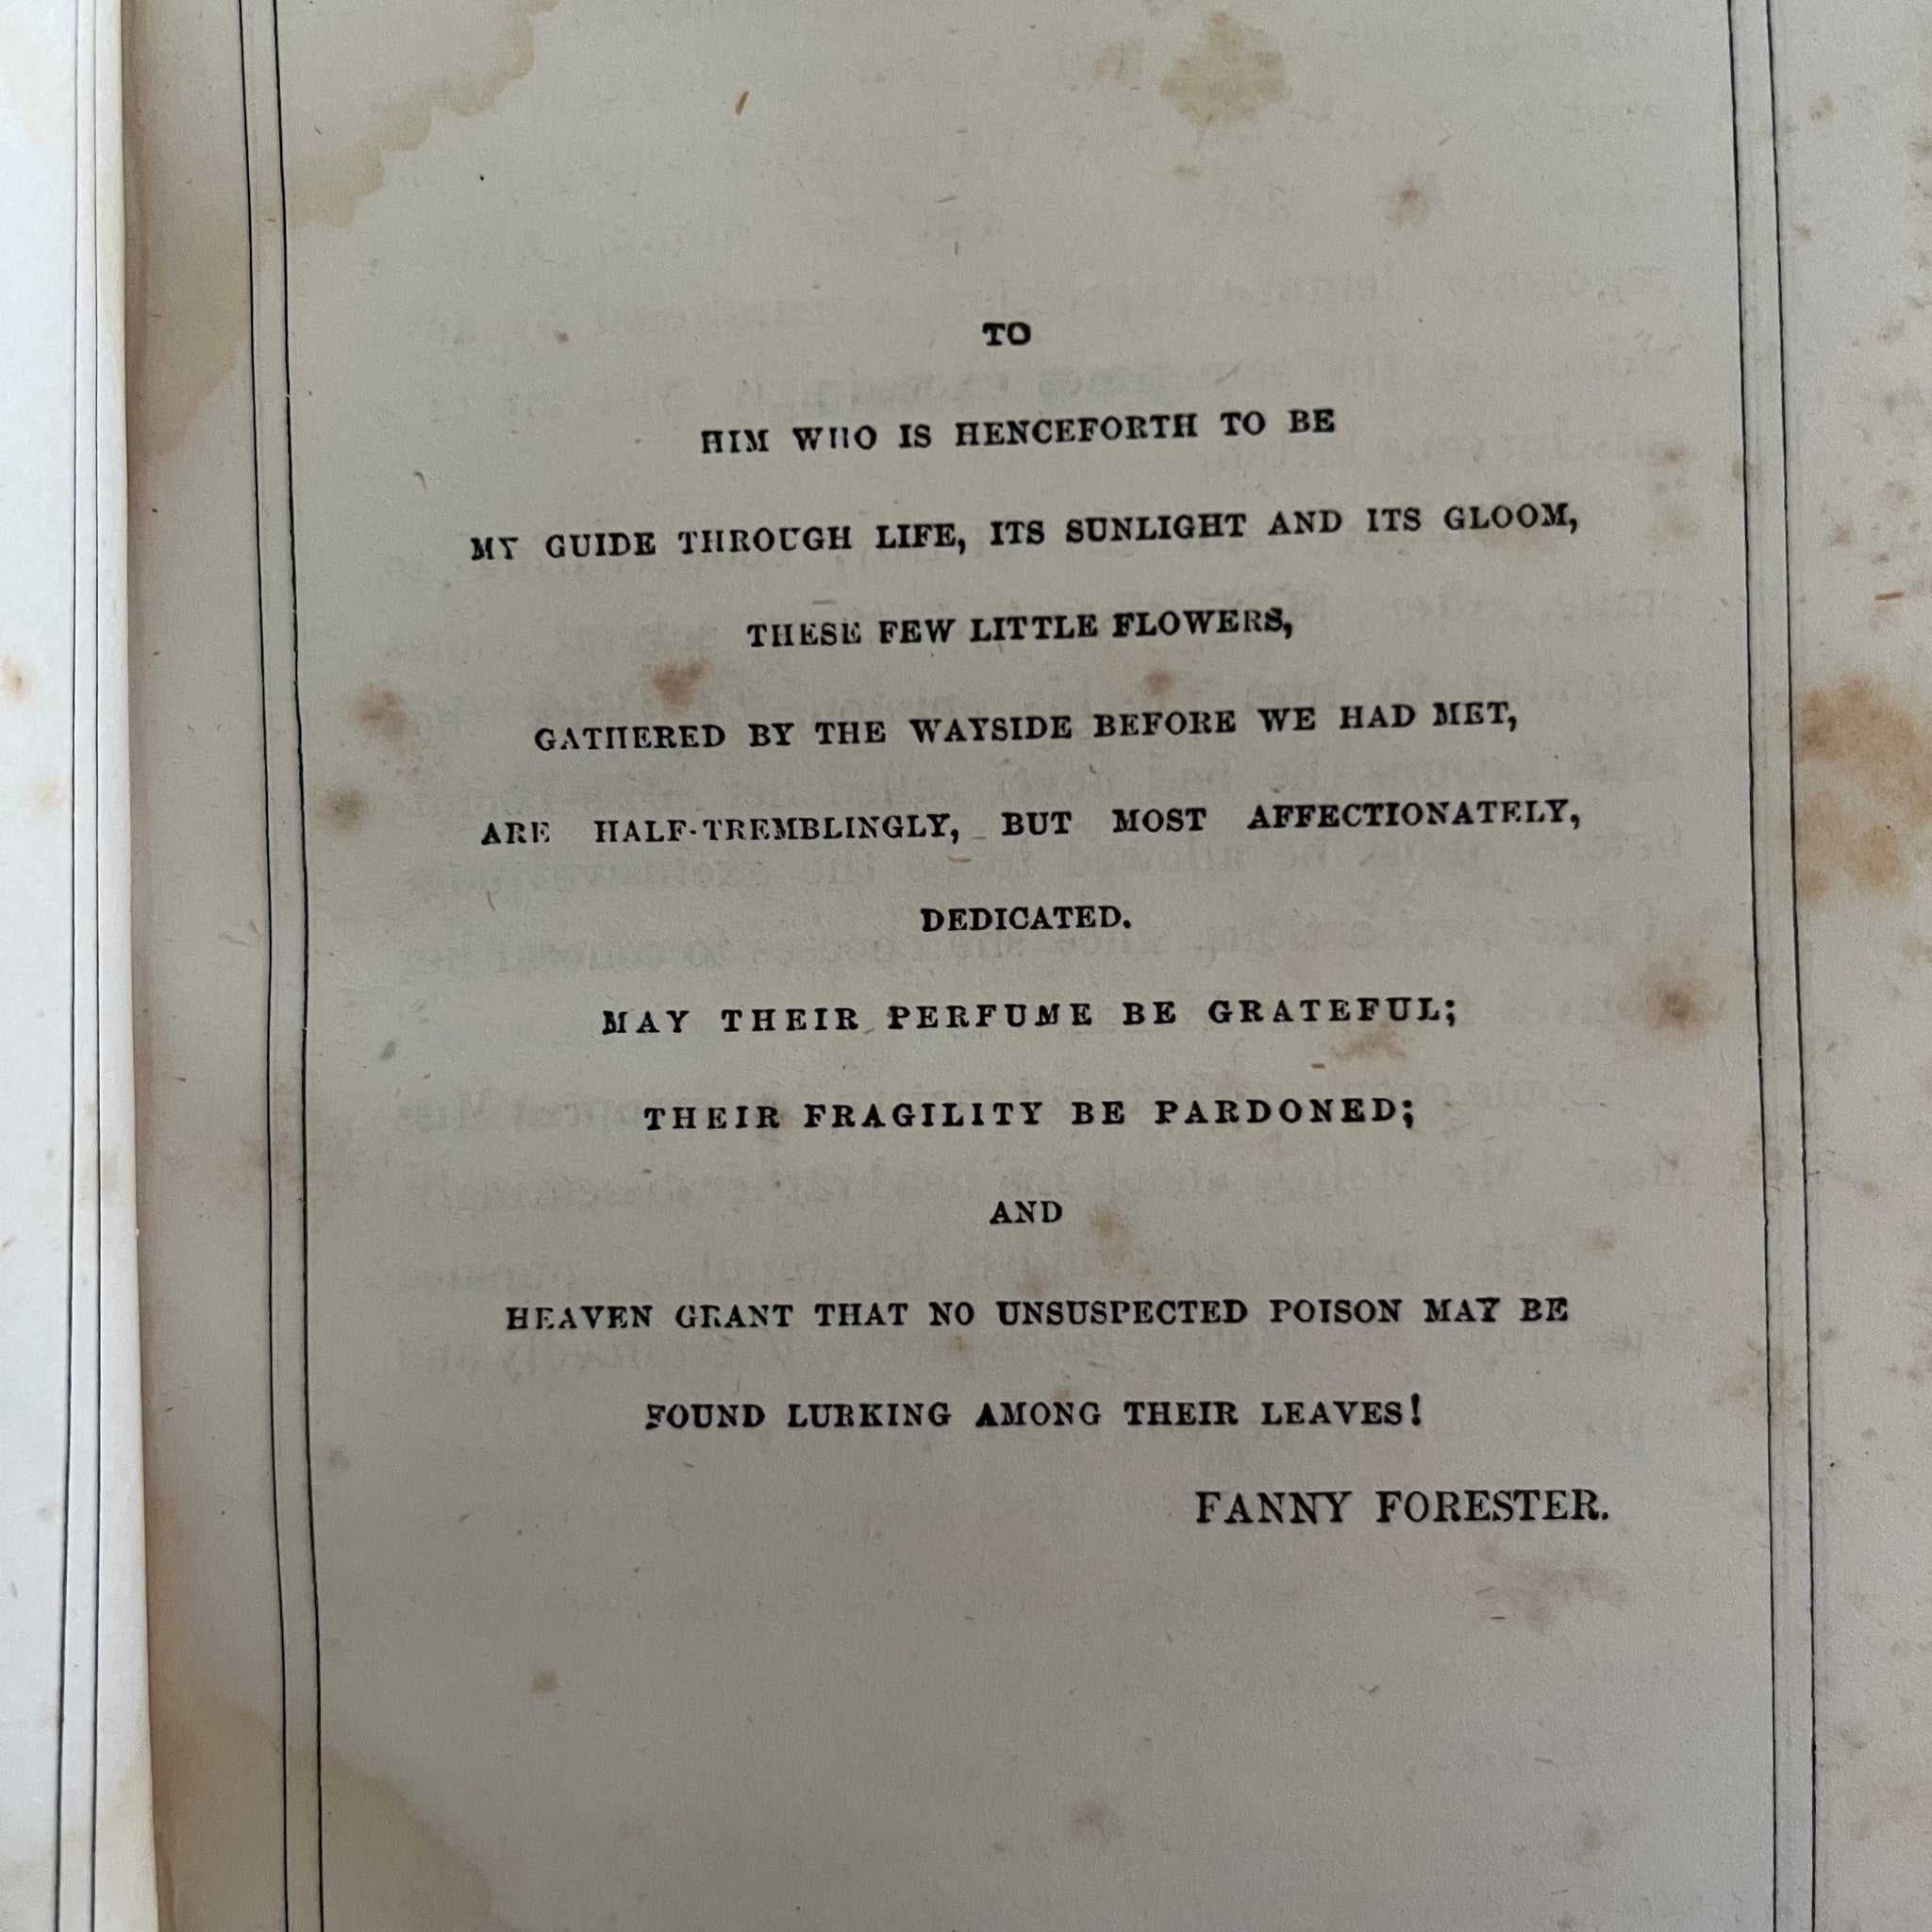 TO
HIM WHO IS HENCEFORTH TO BE
MY GUIDE THROUGH LIFE, ITS SUNLIGHT AND ITS GLOOM,
THESE FEW LITTLE FLOWERS,
GATHERED BY THE WAYSIDE BEFORE WE HAD MET,
ARE HALF-TREMBLINGLY, BUT MOST AFFECTIONATELY,
DEDICATED.
MAY THEIR PERFUME BE GRATEFUL;
THEIR FRAGILITY BE PARDONED;
AND
HEAVEN GRANT THAT NO UNSUSPECTED POISON MAY BE
FOUND LURKING AMONG THEIR LEAVES!
FANNY FORESTER.